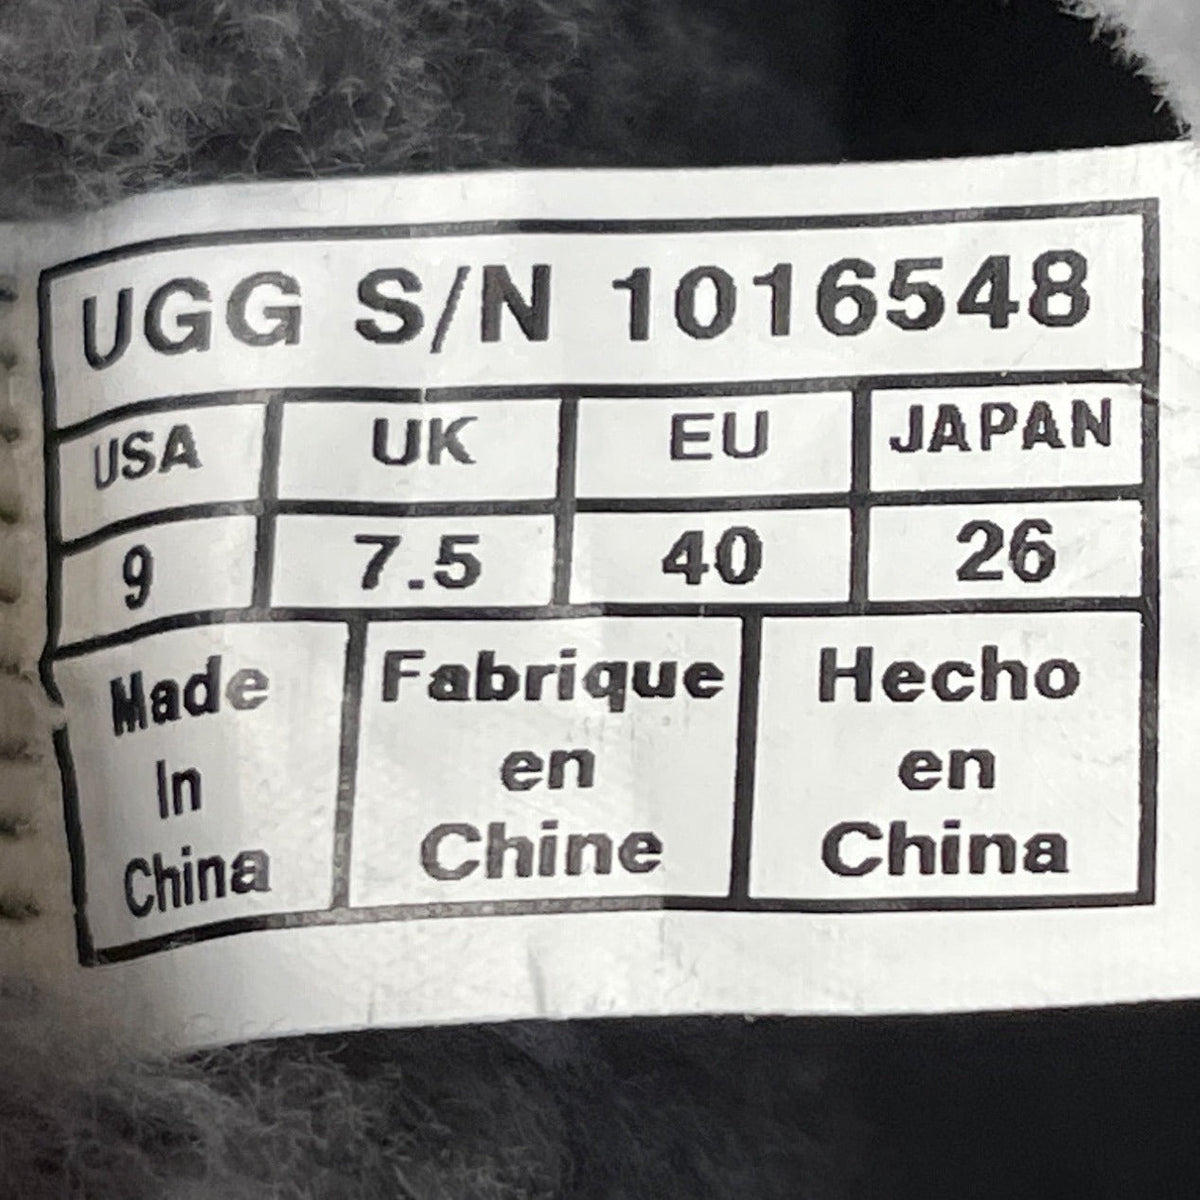 UGG S/N 1016548
USA UK EU JAPAN
9 7.5 40 26
Made Fabrique Hecho
In en en
China Chine China